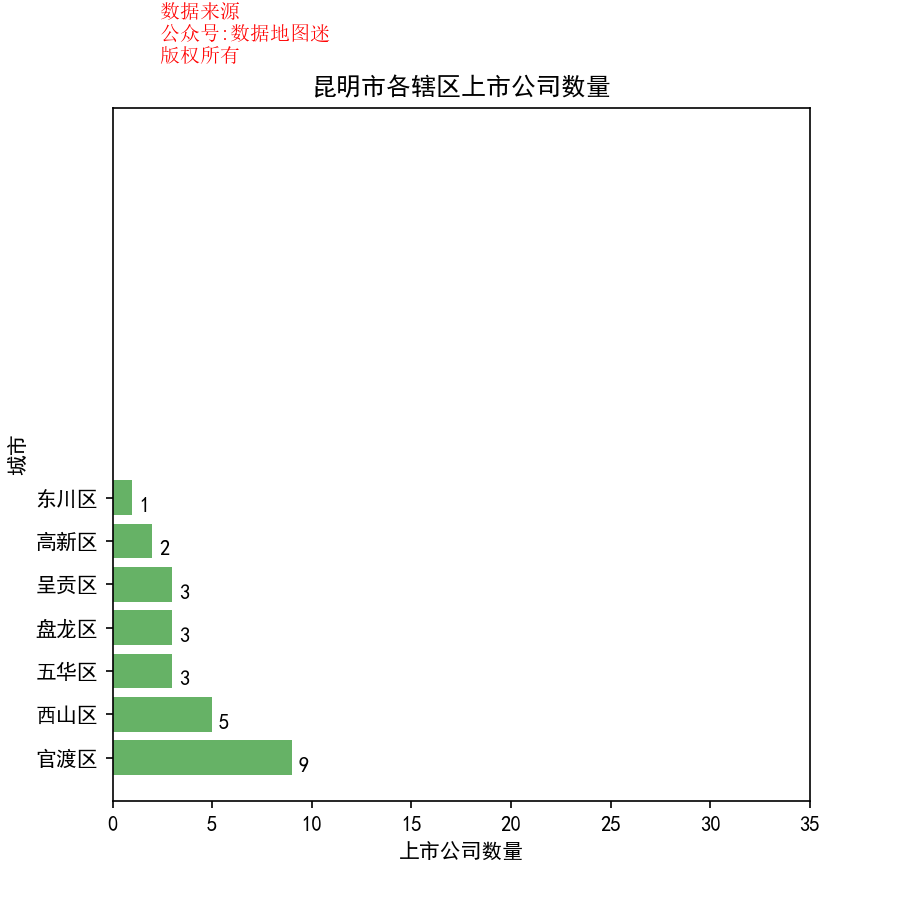 数据来源
公众号:数据地图迷
版权所有
昆明市各辖区上市公司数量
城市
东川区 1
高新区 2
呈贡区 3
盘龙区 3
五华区 3
西山区 5
官渡区 9
0 5 10 15 20 25 30 35
上市公司数量